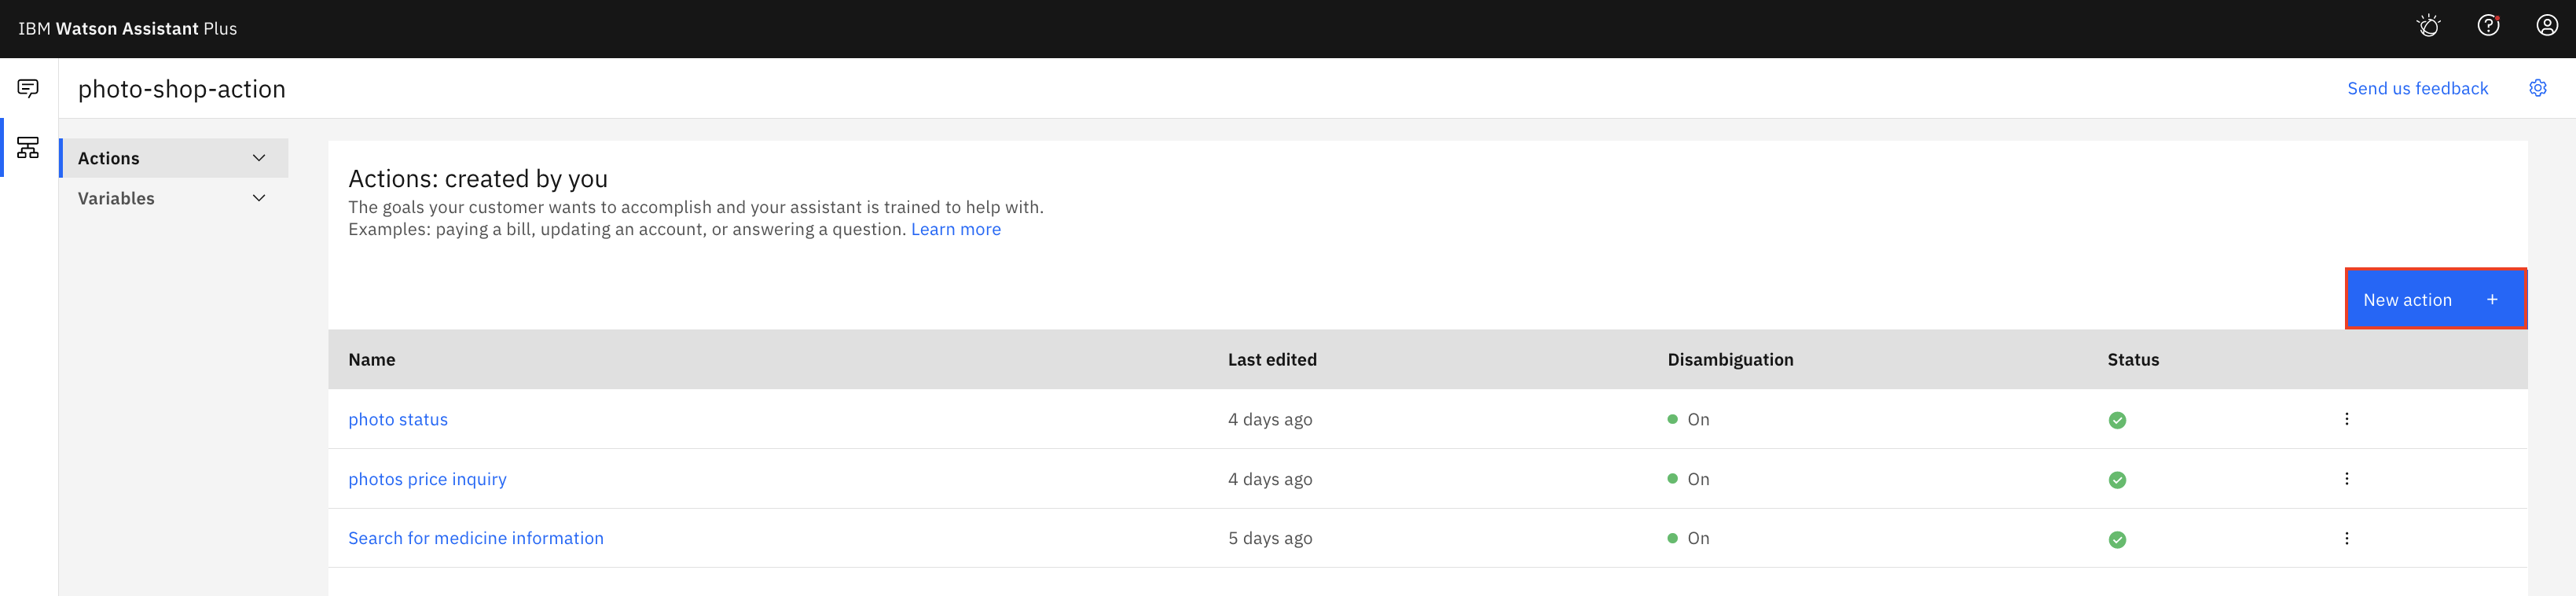 IBM Watson Assistant Plus
photo-shop-action
Send us feedback
Actions
Variables
Actions: created by you
The goals your customer wants to accomplish and your assistant is trained to help with.
Examples: paying a bill, updating an account, or answering a question. Learn more
New action +
Name Last edited Disambiguation Status
photo status 4 days ago On
photos price inquiry 4 days ago On
Search for medicine information 5 days ago On